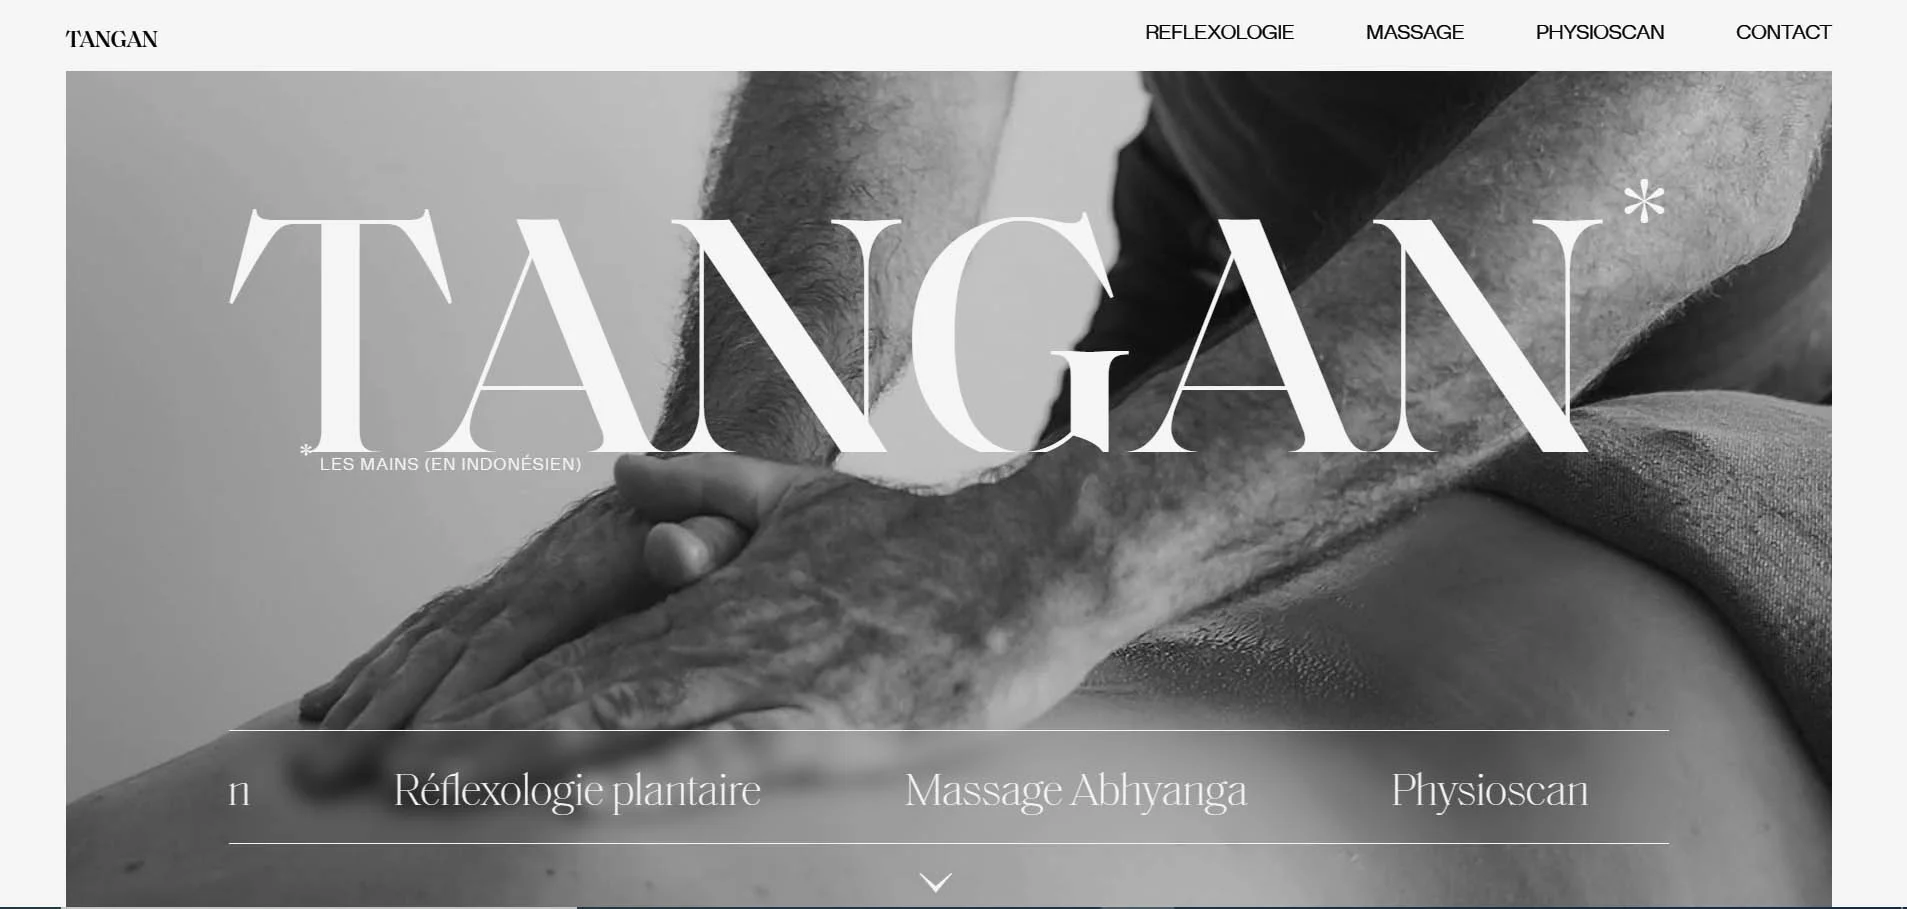 TANGAN
REFLEXOLOGIE MASSAGE PHYSIOSCAN CONTACT
TANGAN*
* LES MAINS (EN INDONÉSIEN)
n Réflexologie plantaire Massage Abhyanga Physioscan